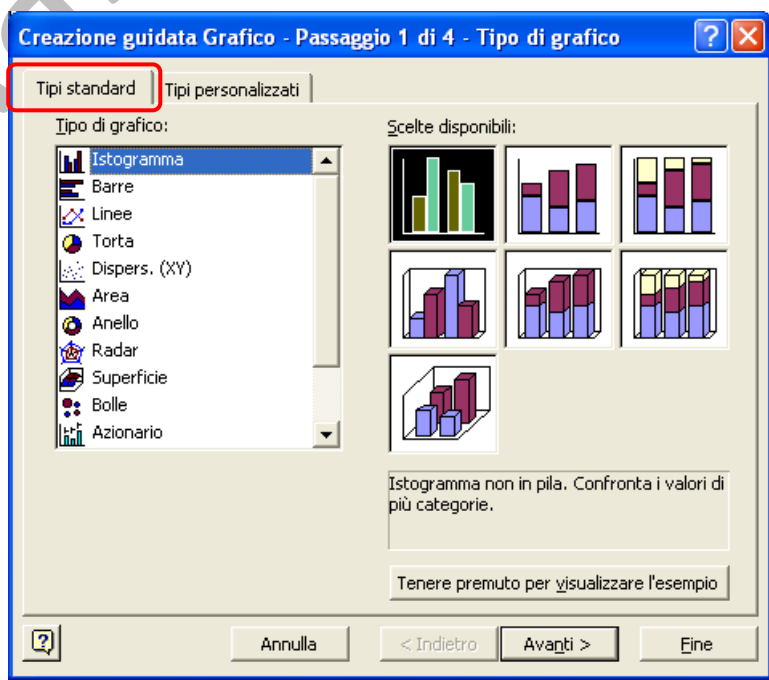 Creazione guidata Grafico - Passaggio 1 di 4 - Tipo di grafico
Tipi standard
Tipi personalizzati
Tipo di grafico:
Istogramma
Barre
Linee
Torta
Dispers. (XY)
Area
Anello
Radar
Superficie
Bolle
Azionario
Scelte disponibili:
Istogramma non in pila. Confronta i valori di
più categorie.
Tenere premuto per visualizzare l'esempio
Annulla
< Indietro
Avanti >
Fine